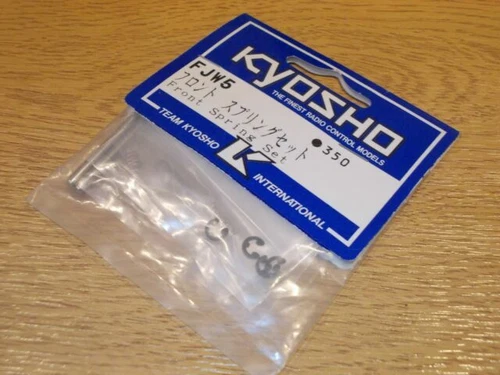 KYOSHO
THE FINEST RADIO CONTROL MODELS
FJW5
フロント スプリングセット ●350
Front Spring Set
TEAM KYOSHO K INTERNATIONAL